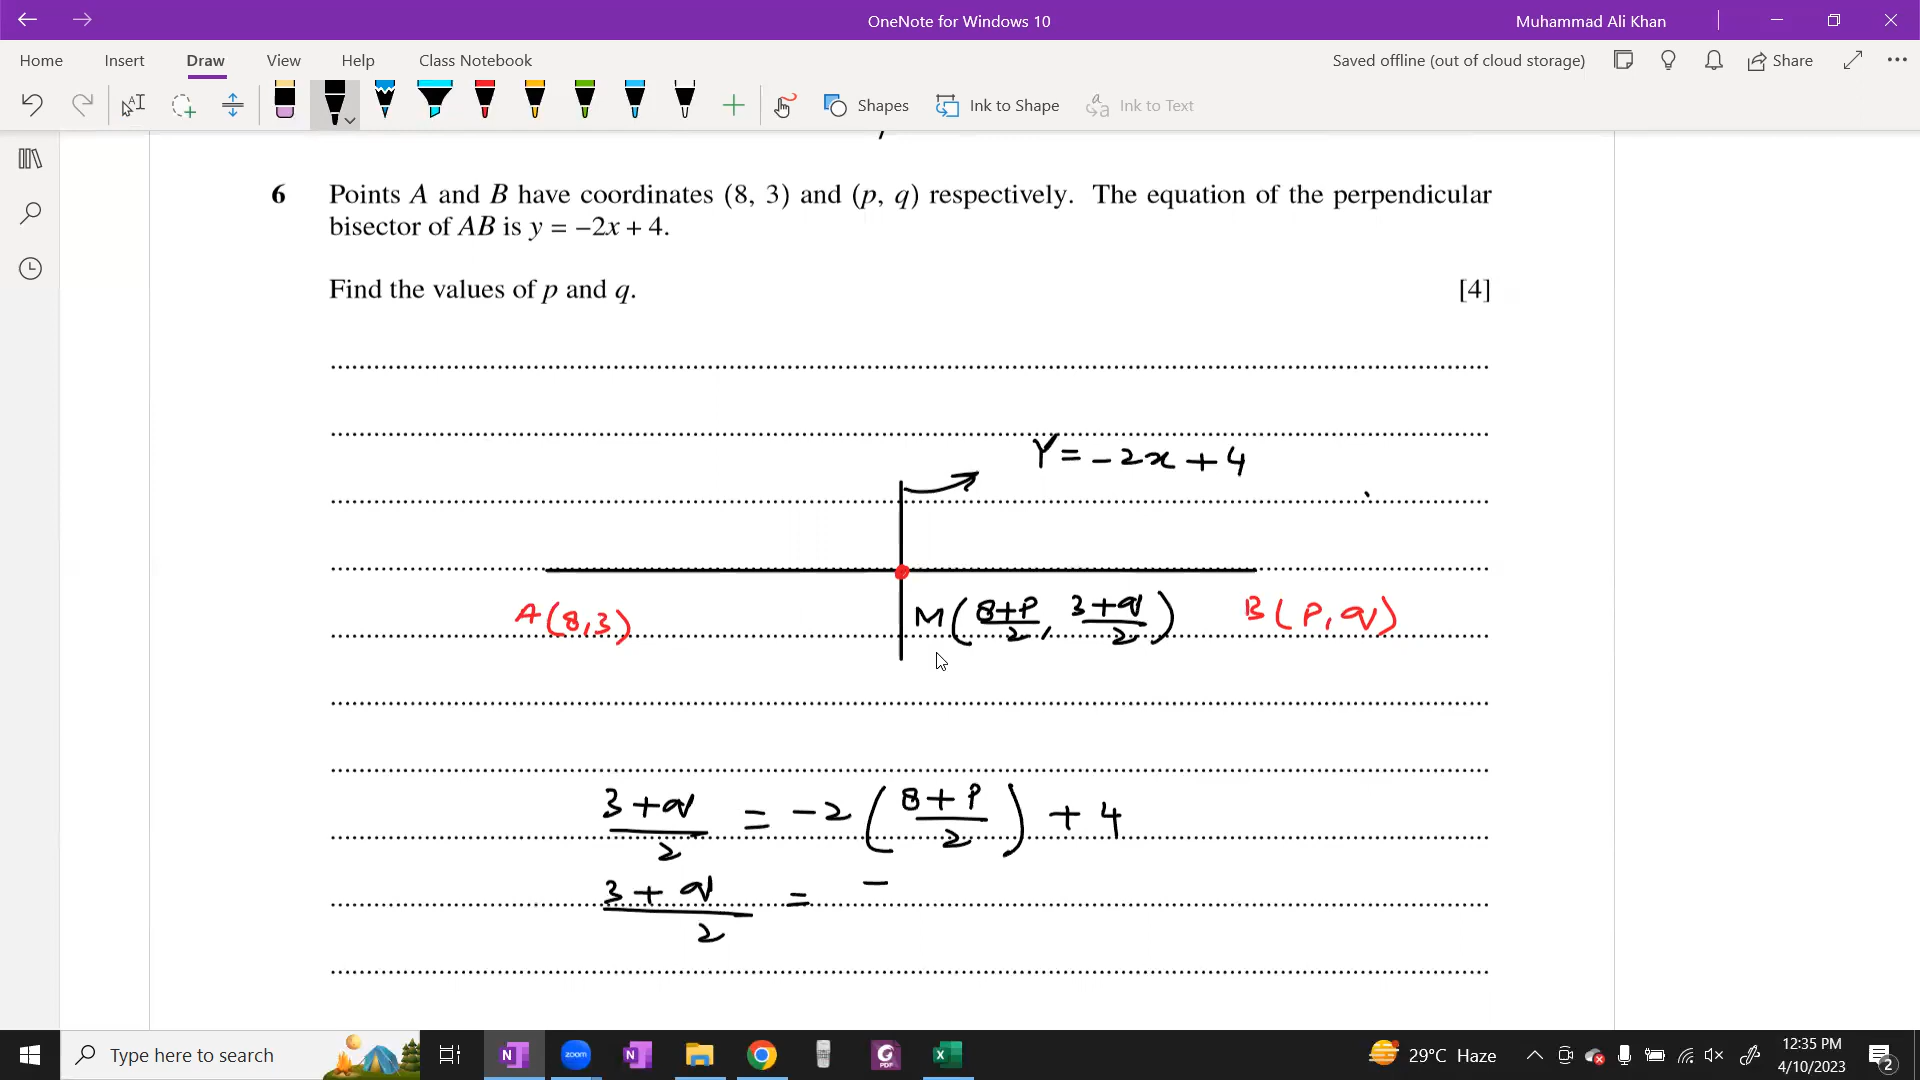 OneNote for Windows 10
Muhammad Ali Khan
Home Insert Draw View Help Class Notebook
Saved offline (out of cloud storage) Share
Shapes Ink to Shape Ink to Text
6 Points A and B have coordinates (8, 3) and (p, q) respectively. The equation of the perpendicular
bisector of AB is y = −2x + 4.
Find the values of p and q. [4]
Y = -2x + 4
A(8,3) M(8+P/2, 3+q/2) B(P, q)
3+q/2 = -2(8+P/2) + 4
3+q/2 = -
Type here to search
zoom
PDF
29°C Haze
12:35 PM
4/10/2023
2